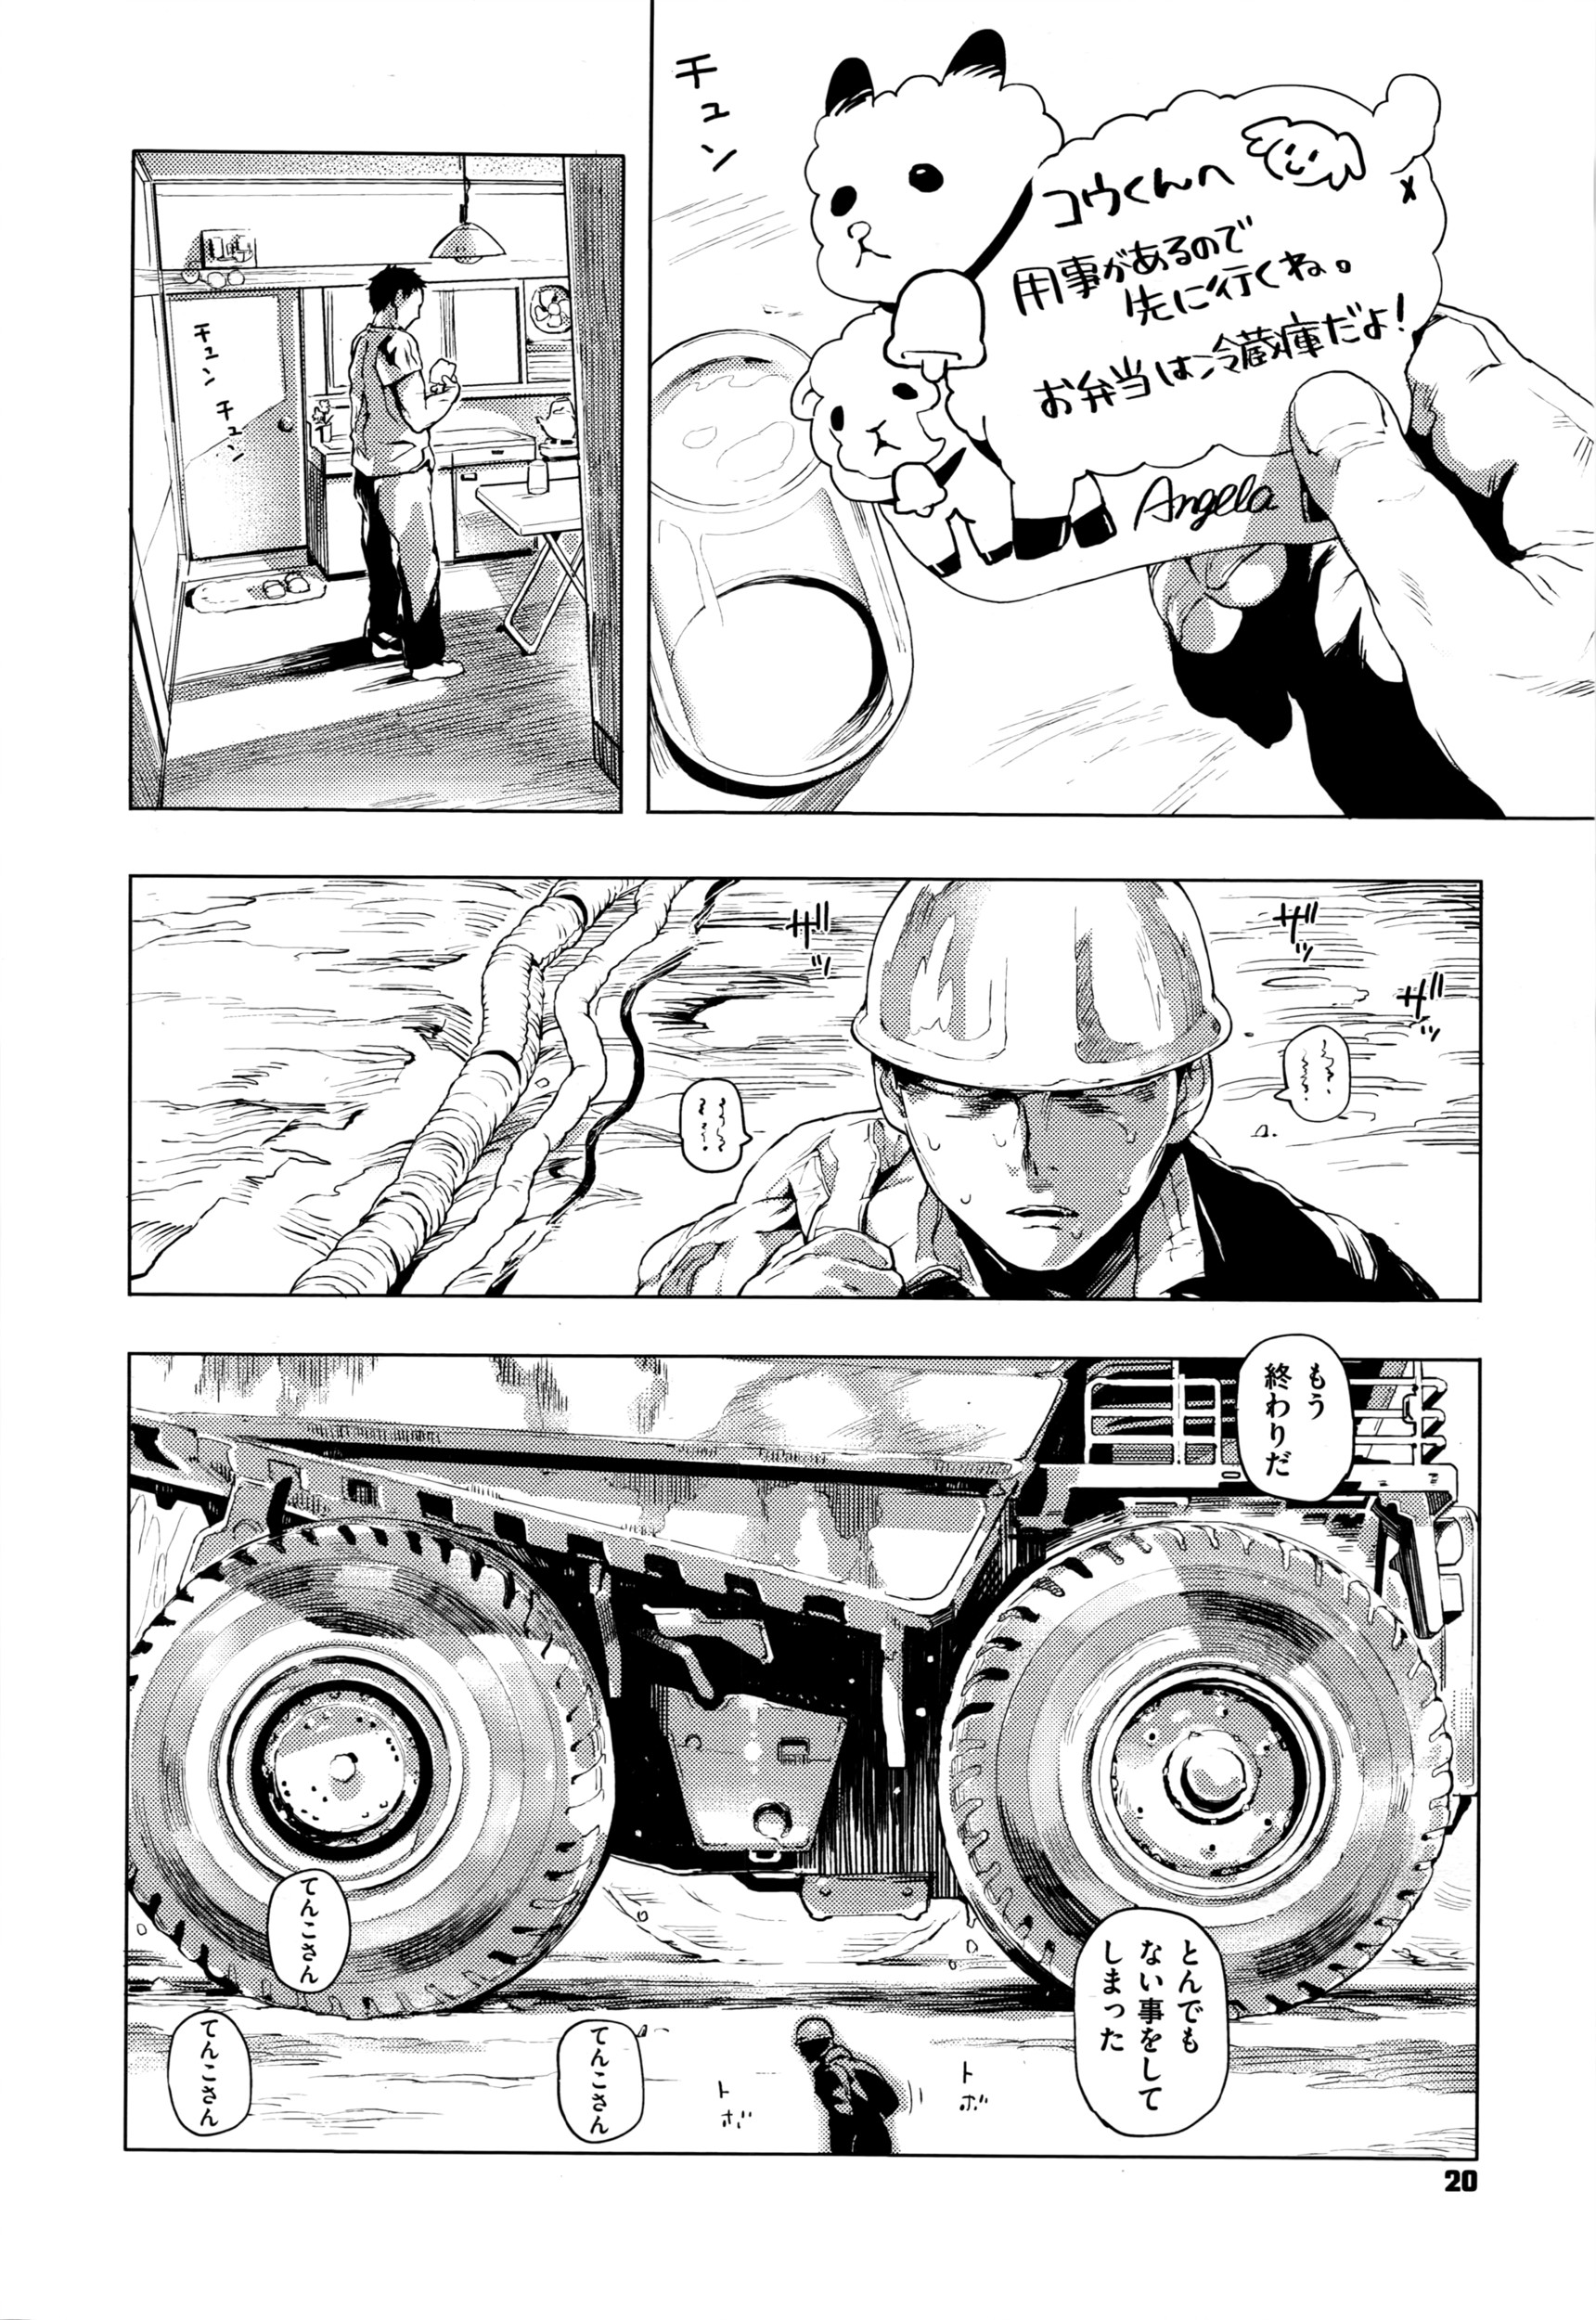 チュン
コウくんへ
用事があるので
先に行くね。
お弁当は冷蔵庫だよ!
Angella
チュン
チュン
ザッ
ザッ
ザッ
もう
終わりだ
とんでも
ない事をして
しまった
トボ
トボ
てんこさん
てんこさん
てんこさん
20